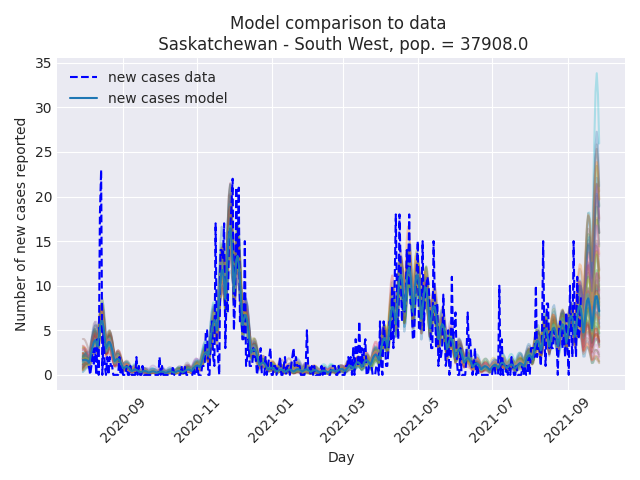 Model comparison to data
Saskatchewan - South West, pop. = 37908.0
Number of new cases reported
35
30
25
20
15
10
5
0
new cases data
new cases model
2020-09
2020-11
2021-01
2021-03
2021-05
2021-07
2021-09
Day